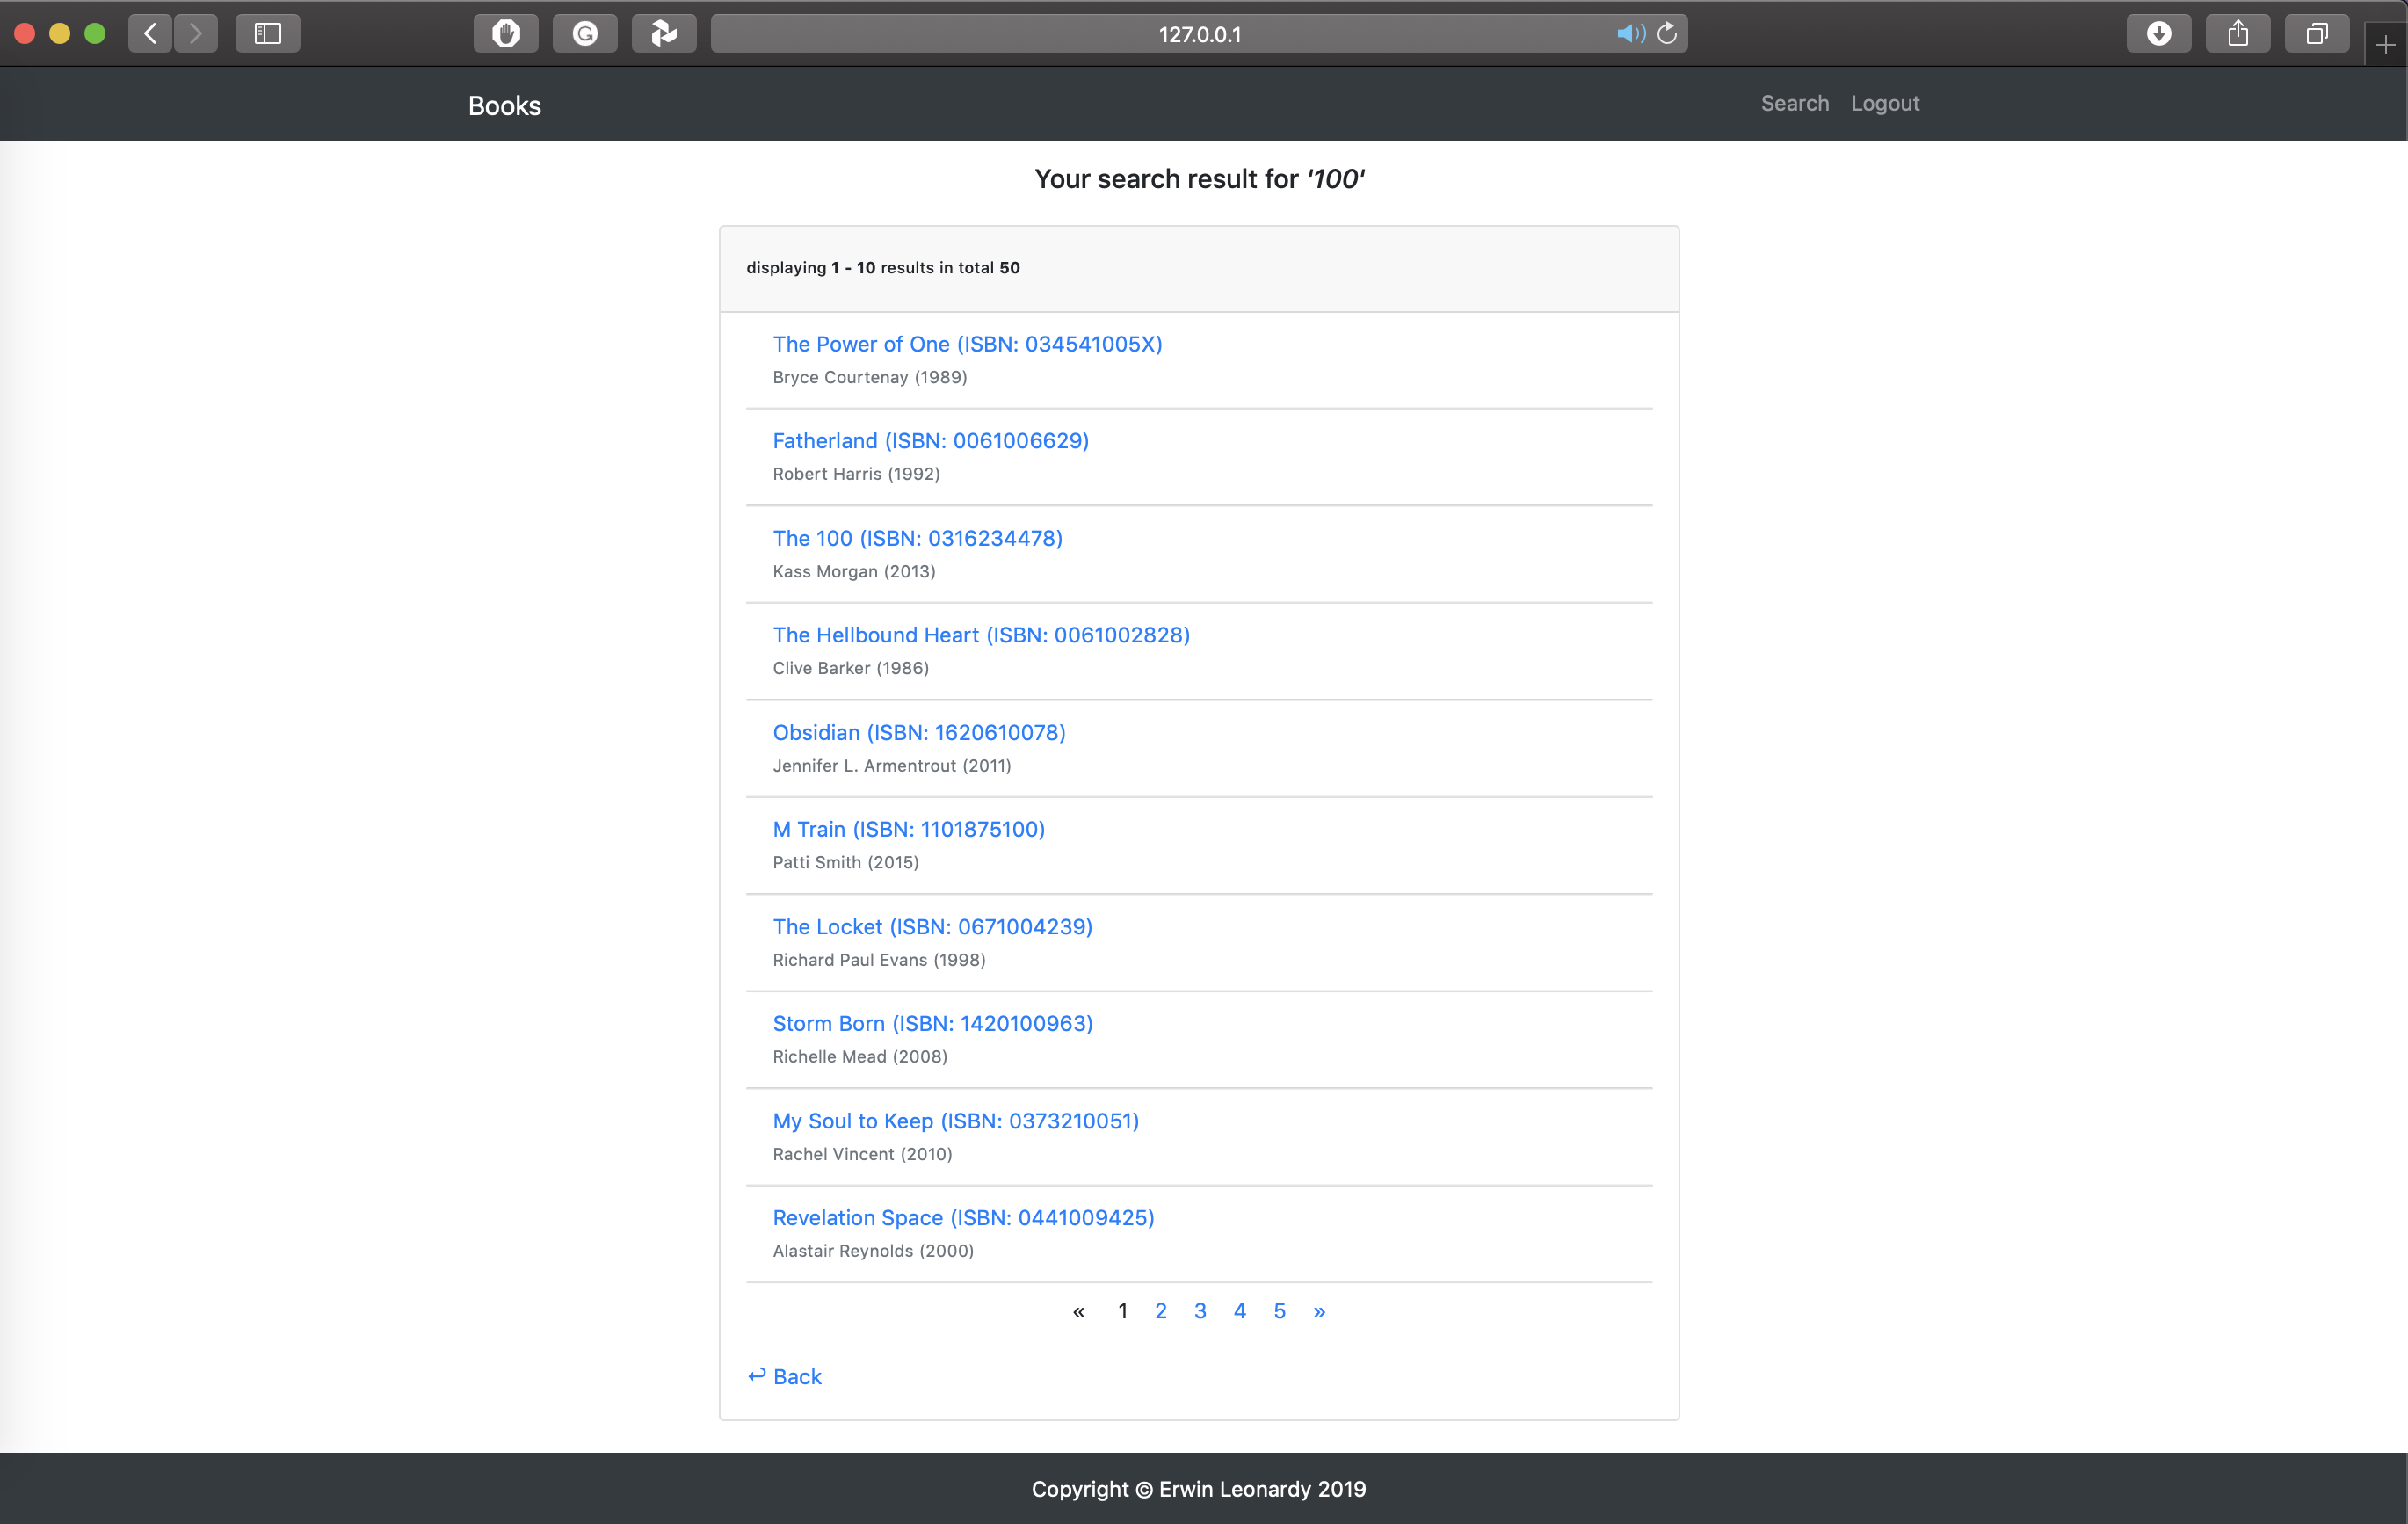 127.0.0.1
Books
Search Logout
Your search result for '100'
displaying 1 - 10 results in total 50
The Power of One (ISBN: 034541005X)
Bryce Courtenay (1989)
Fatherland (ISBN: 0061006629)
Robert Harris (1992)
The 100 (ISBN: 0316234478)
Kass Morgan (2013)
The Hellbound Heart (ISBN: 0061002828)
Clive Barker (1986)
Obsidian (ISBN: 1620610078)
Jennifer L. Armentrout (2011)
M Train (ISBN: 1101875100)
Patti Smith (2015)
The Locket (ISBN: 0671004239)
Richard Paul Evans (1998)
Storm Born (ISBN: 1420100963)
Richelle Mead (2008)
My Soul to Keep (ISBN: 0373210051)
Rachel Vincent (2010)
Revelation Space (ISBN: 0441009425)
Alastair Reynolds (2000)
« 1 2 3 4 5 »
↩ Back
Copyright © Erwin Leonardy 2019